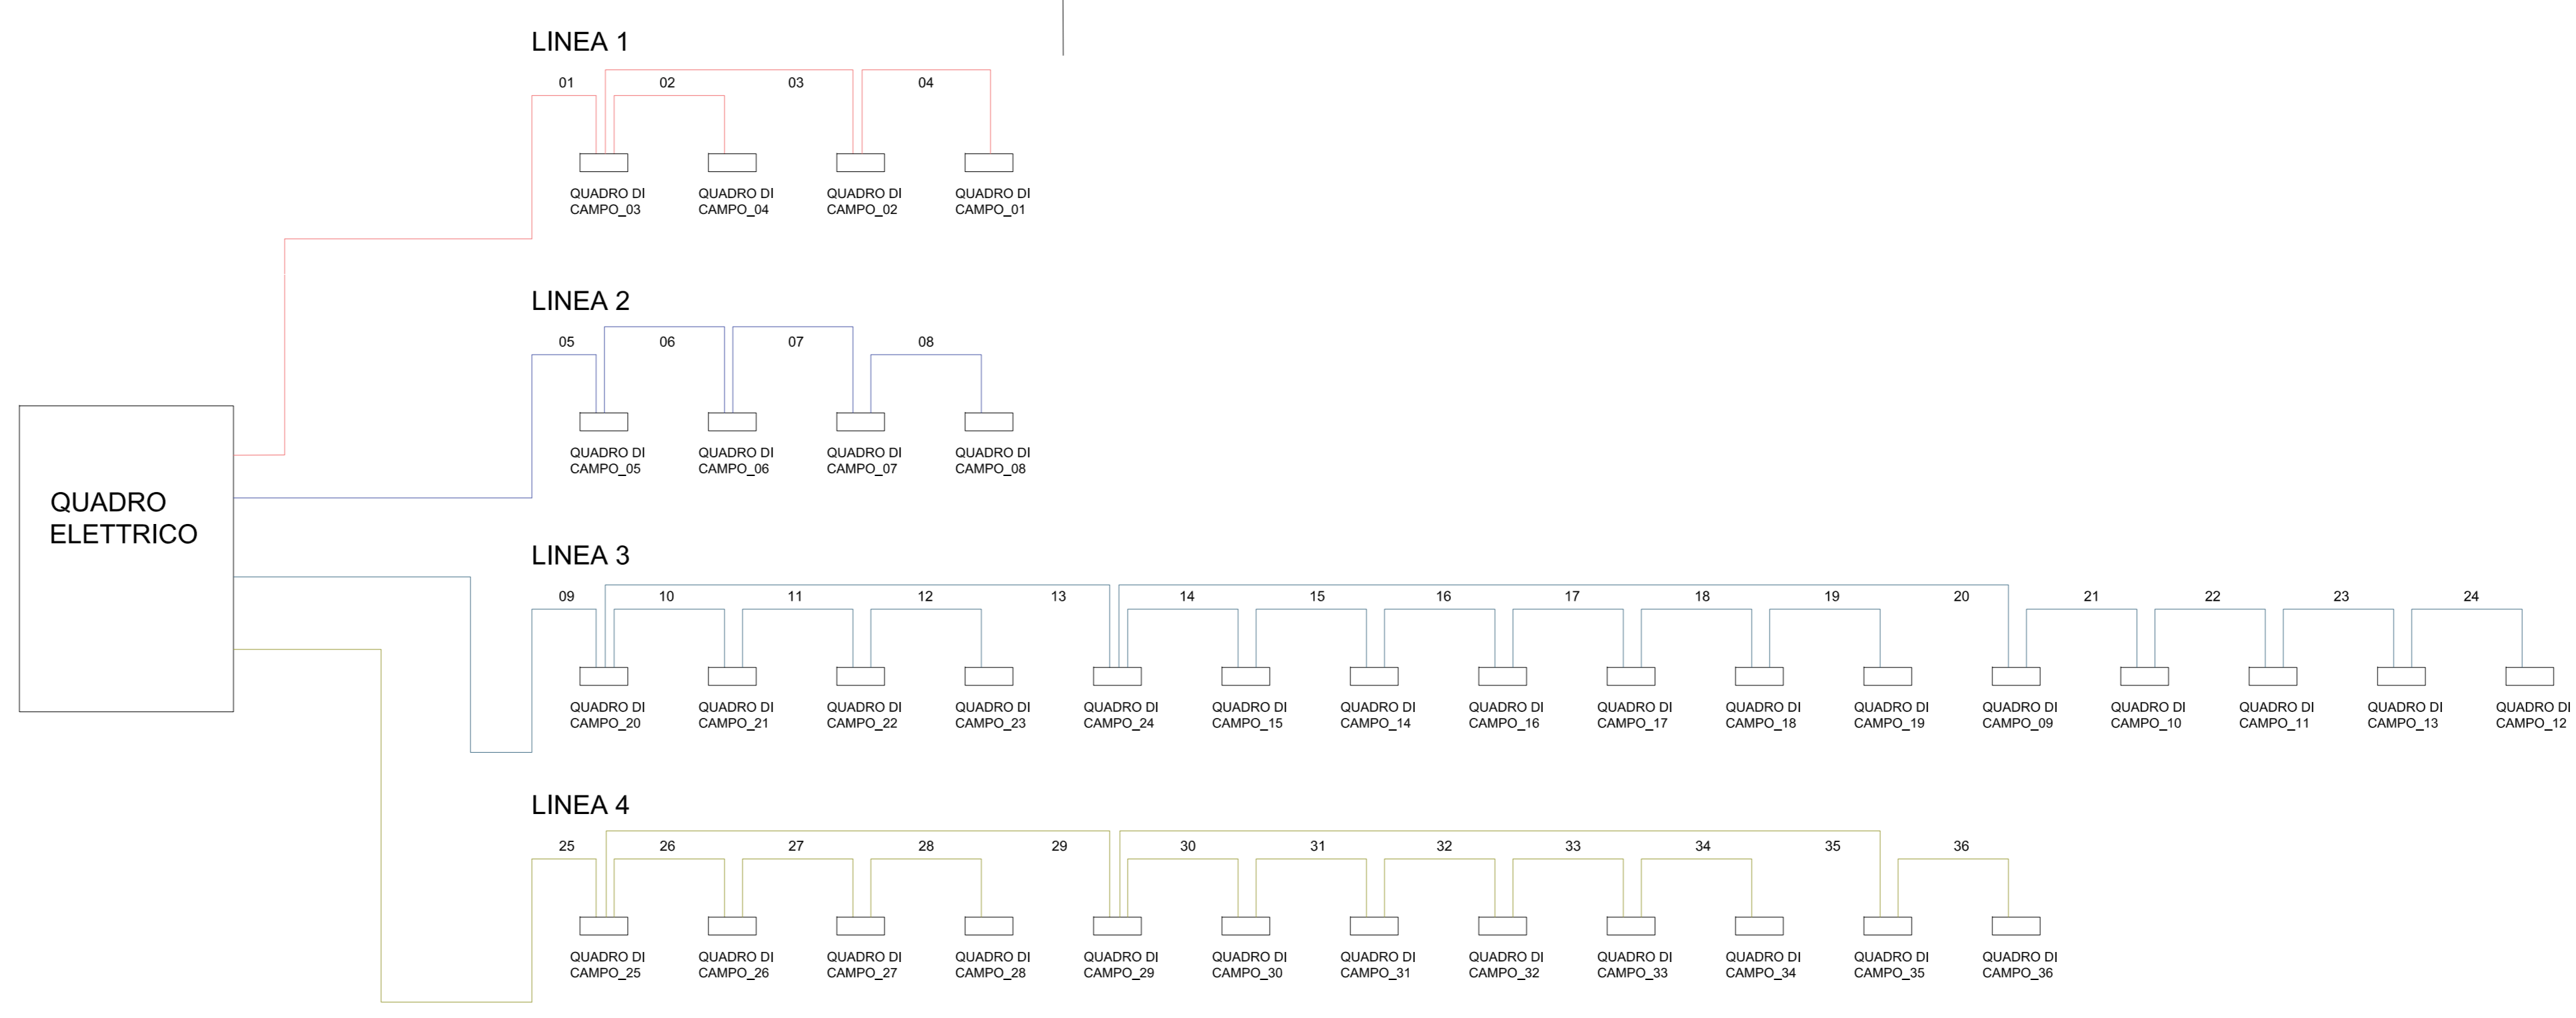 LINEA 1
01 02 03 04
QUADRO DI QUADRO DI QUADRO DI QUADRO DI
CAMPO_03 CAMPO_04 CAMPO_02 CAMPO_01
LINEA 2
05 06 07 08
QUADRO DI QUADRO DI QUADRO DI QUADRO DI
CAMPO_05 CAMPO_06 CAMPO_07 CAMPO_08
QUADRO
ELETTRICO
LINEA 3
09 10 11 12 13 14 15 16 17 18 19 20 21 22 23 24
QUADRO DI QUADRO DI QUADRO DI QUADRO DI QUADRO DI QUADRO DI QUADRO DI QUADRO DI QUADRO DI QUADRO DI QUADRO DI QUADRO DI QUADRO DI QUADRO DI QUADRO DI QUADRO DI
CAMPO_20 CAMPO_21 CAMPO_22 CAMPO_23 CAMPO_24 CAMPO_15 CAMPO_14 CAMPO_16 CAMPO_17 CAMPO_18 CAMPO_19 CAMPO_09 CAMPO_10 CAMPO_11 CAMPO_13 CAMPO_12
LINEA 4
25 26 27 28 29 30 31 32 33 34 35 36
QUADRO DI QUADRO DI QUADRO DI QUADRO DI QUADRO DI QUADRO DI QUADRO DI QUADRO DI QUADRO DI QUADRO DI QUADRO DI QUADRO DI
CAMPO_25 CAMPO_26 CAMPO_27 CAMPO_28 CAMPO_29 CAMPO_30 CAMPO_31 CAMPO_32 CAMPO_33 CAMPO_34 CAMPO_35 CAMPO_36